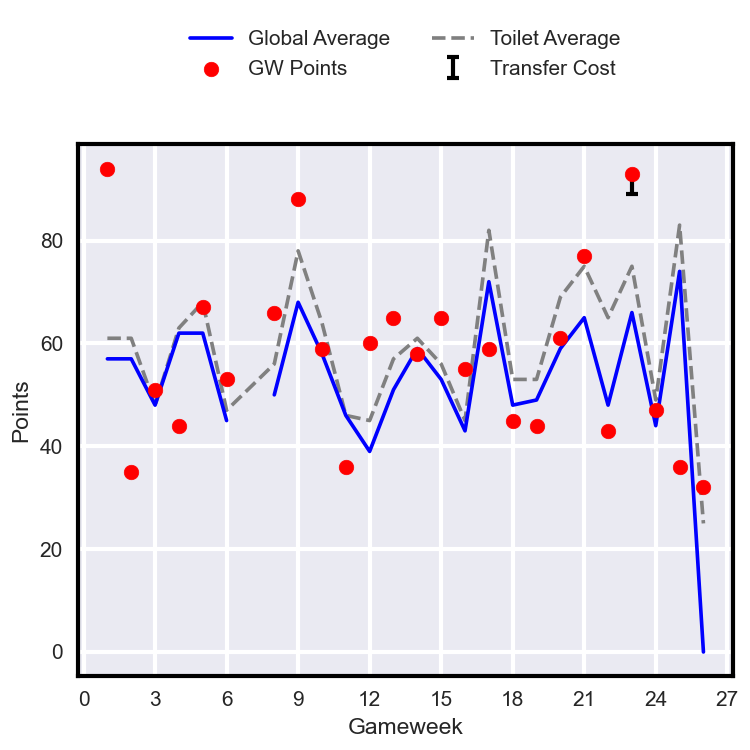 Global Average Toilet Average
GW Points Transfer Cost
80
60
40
20
0
Points
0 3 6 9 12 15 18 21 24 27
Gameweek